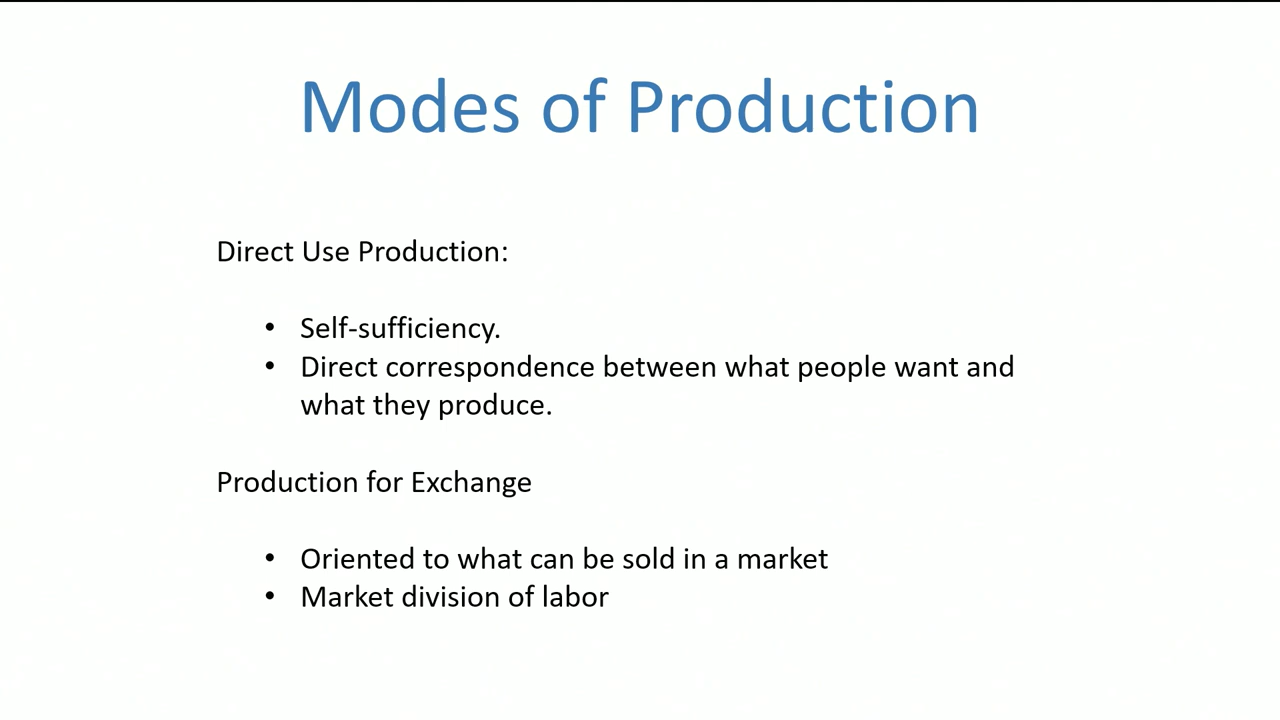 Modes of Production
Direct Use Production:
• Self-sufficiency.
• Direct correspondence between what people want and
what they produce.
Production for Exchange
• Oriented to what can be sold in a market
• Market division of labor